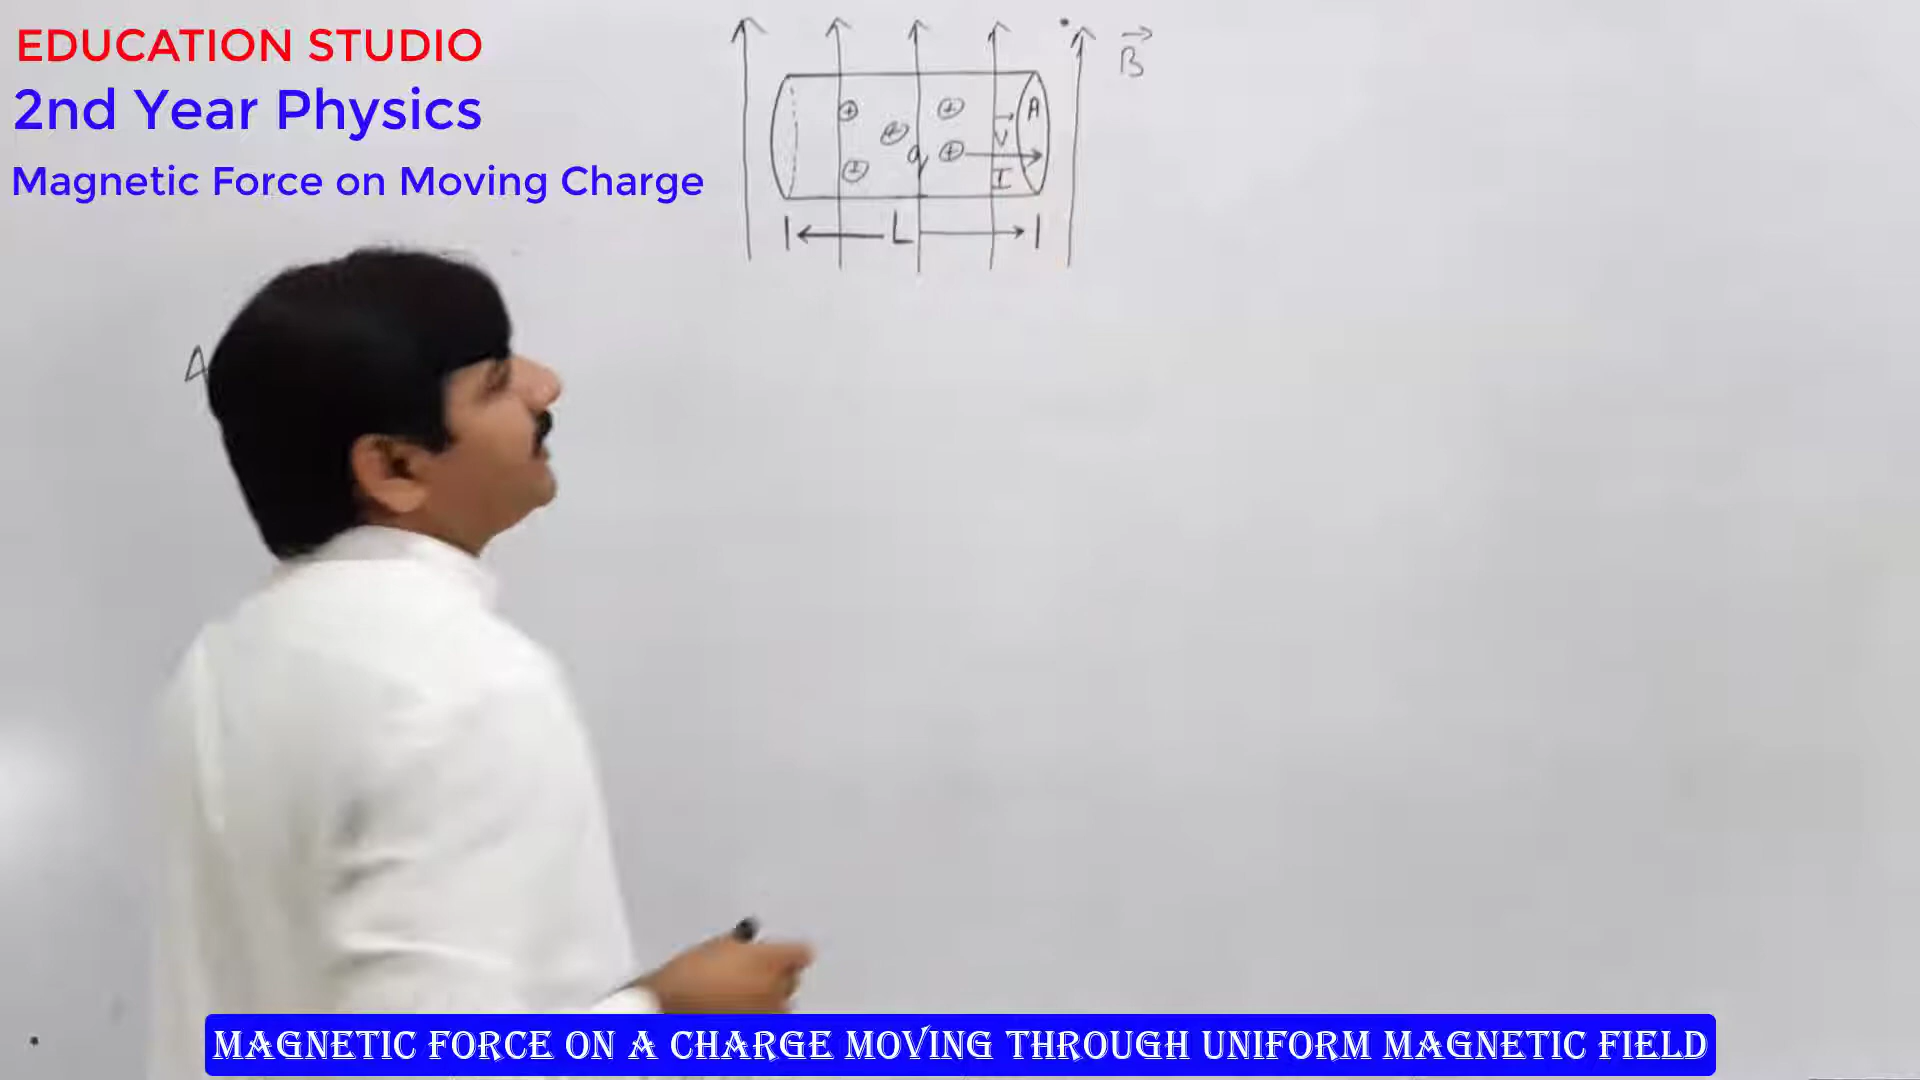 EDUCATION STUDIO
2nd Year Physics
Magnetic Force on Moving Charge
B
A
V
q
I
L
A
MAGNETIC FORCE ON A CHARGE MOVING THROUGH UNIFORM MAGNETIC FIELD